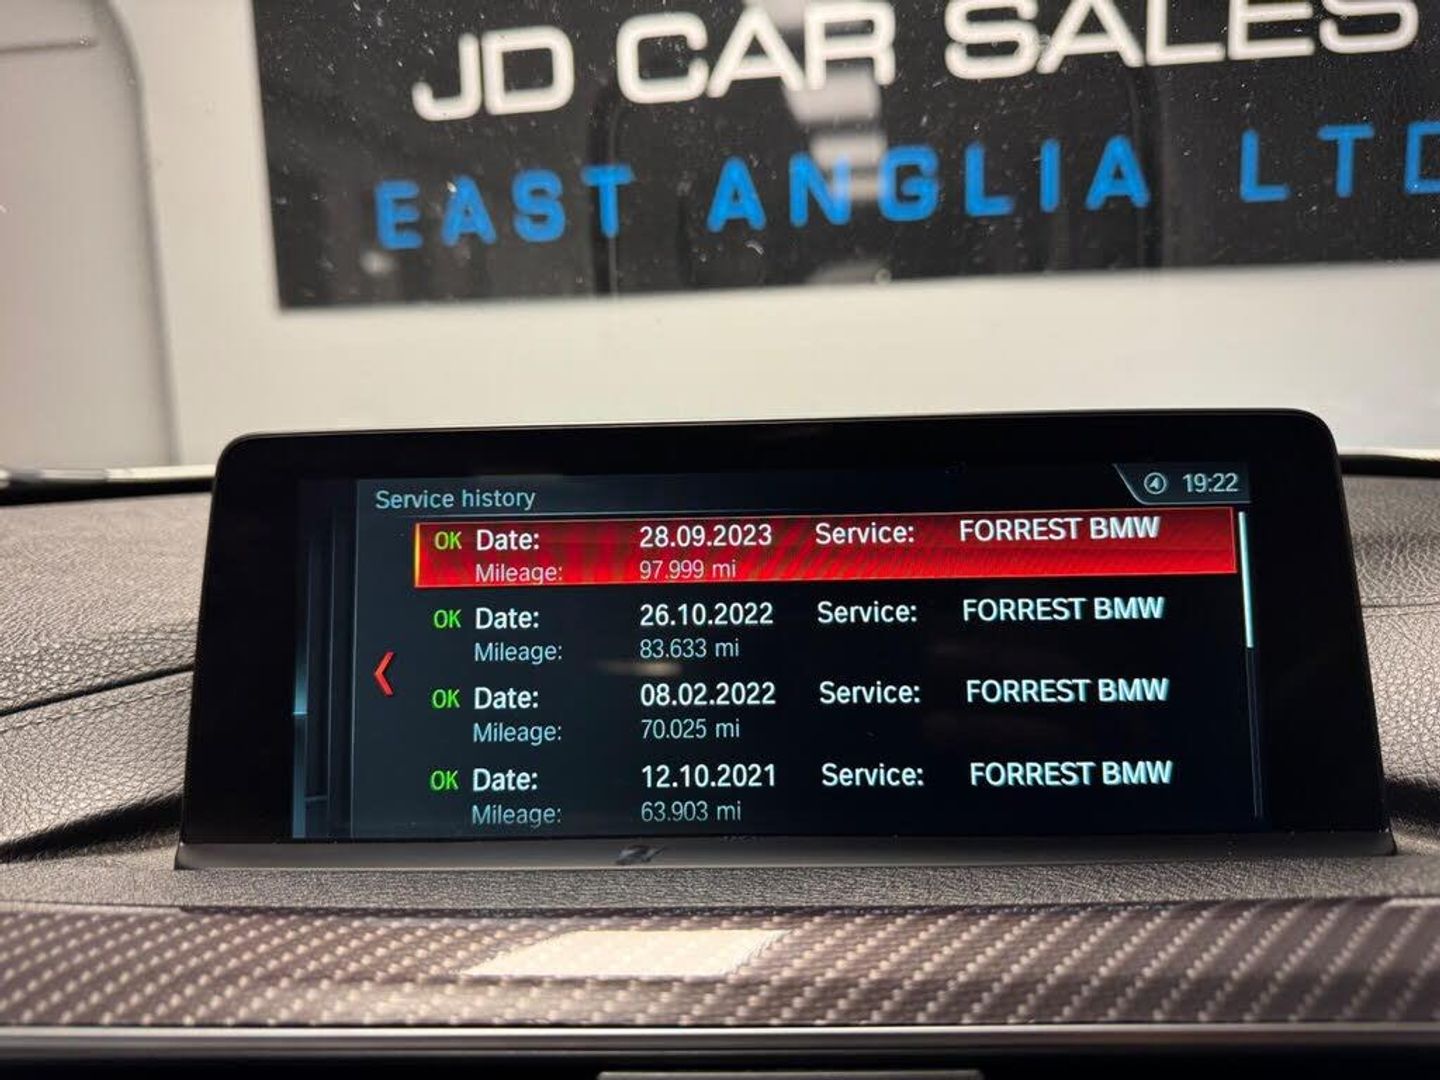 JD CAR SALES
EAST ANGLIA LTD
Service history 19:22
OK Date: 28.09.2023 Service: FORREST BMW
Mileage: 97.999 mi
OK Date: 26.10.2022 Service: FORREST BMW
Mileage: 83.633 mi
OK Date: 08.02.2022 Service: FORREST BMW
Mileage: 70.025 mi
OK Date: 12.10.2021 Service: FORREST BMW
Mileage: 63.903 mi